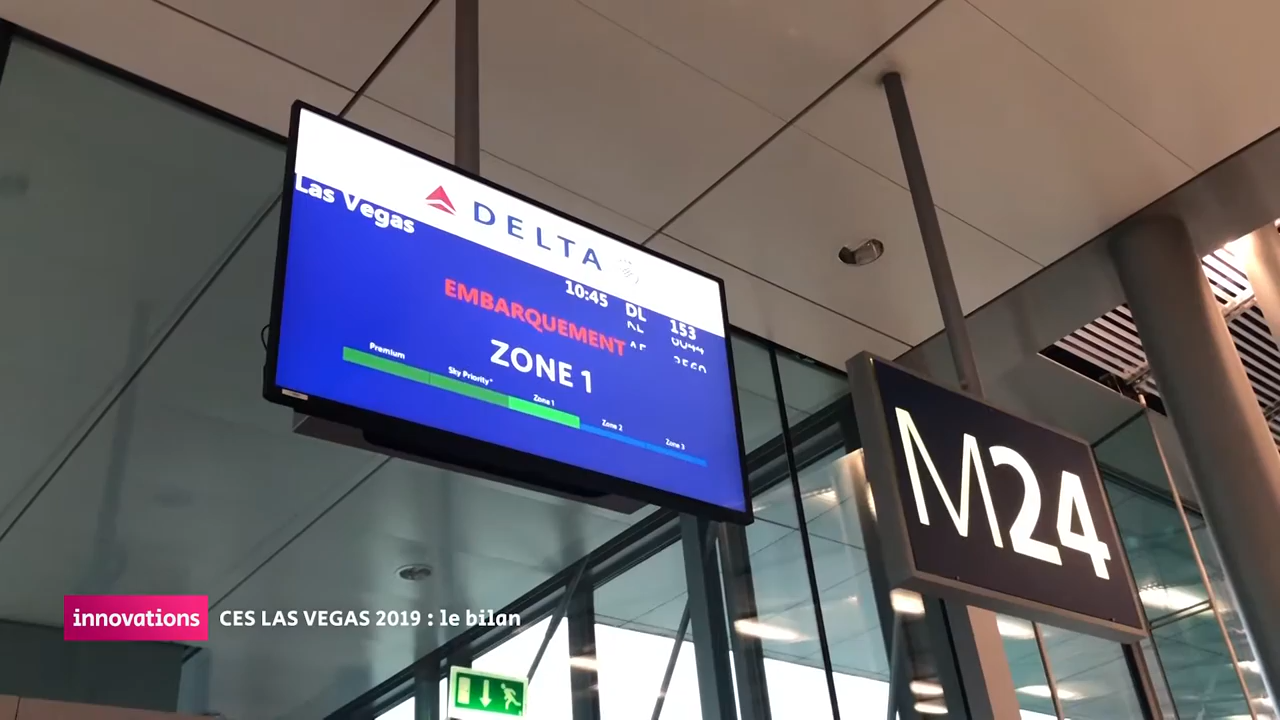 DELTA
Las Vegas
10:45
DL 153
EMBARQUEMENT
ZONE 1
Premium
Sky Priority
Zone 1
Zone 2
Zone 3
M24
innovations
CES LAS VEGAS 2019 : le bilan